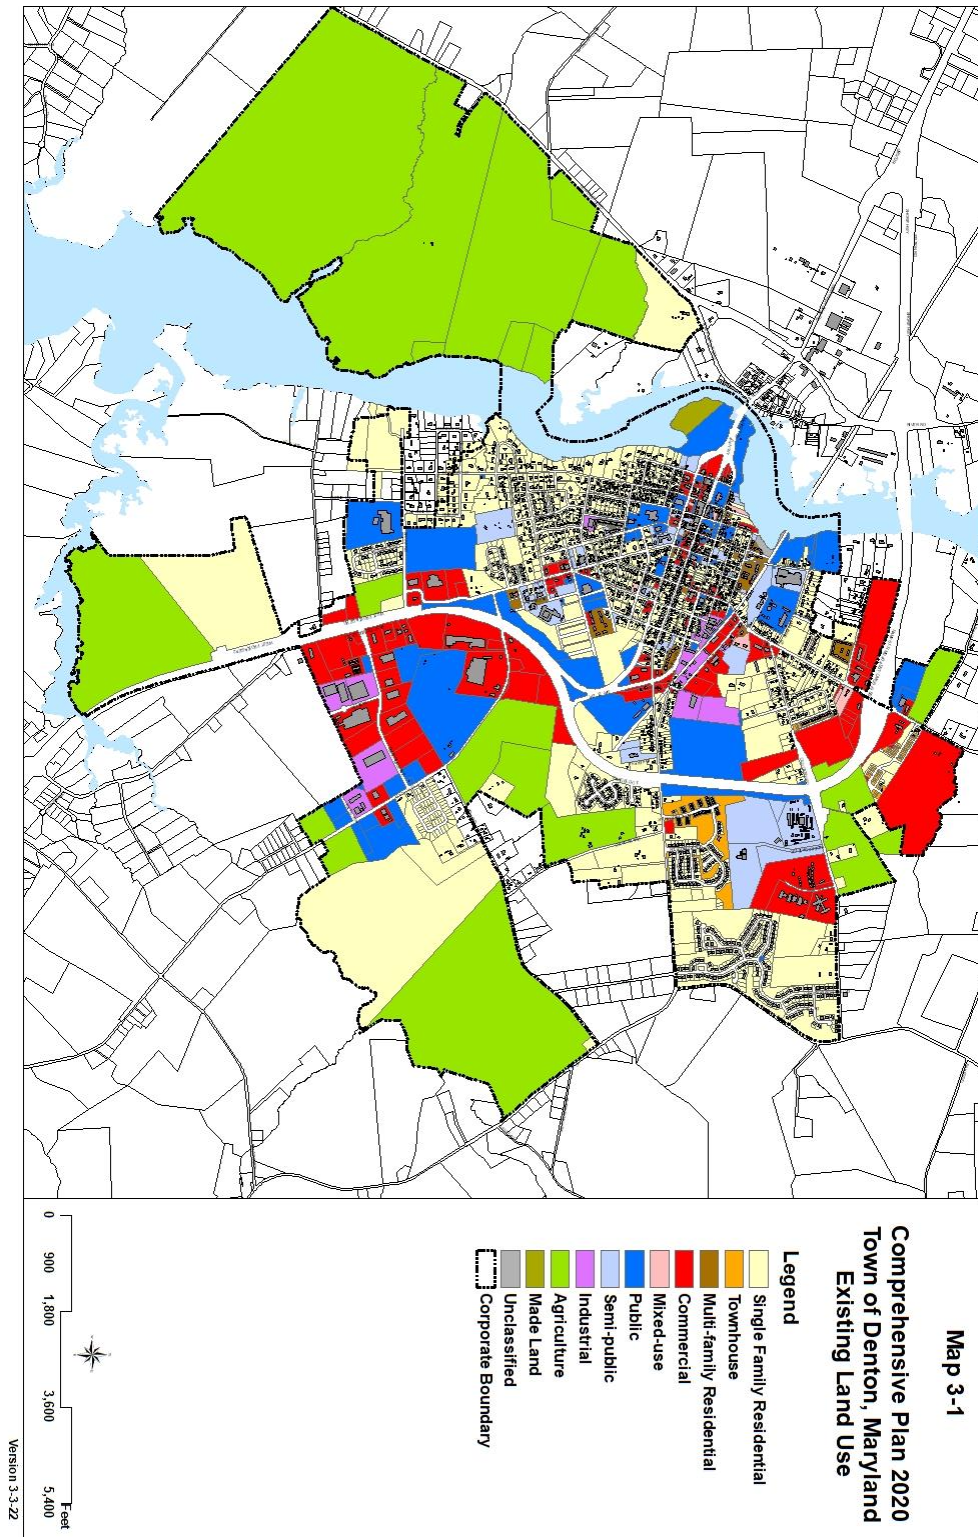 Map 3-1
Comprehensive Plan 2020
Town of Denton, Maryland
Existing Land Use
Legend
Single Family Residential
Townhouse
Multi-family Residential
Commercial
Mixed-use
Public
Semi-public
Industrial
Agriculture
Made Land
Unclassified
Corporate Boundary
0 900 1,800 3,600 5,400
Feet
Version 3-3-22